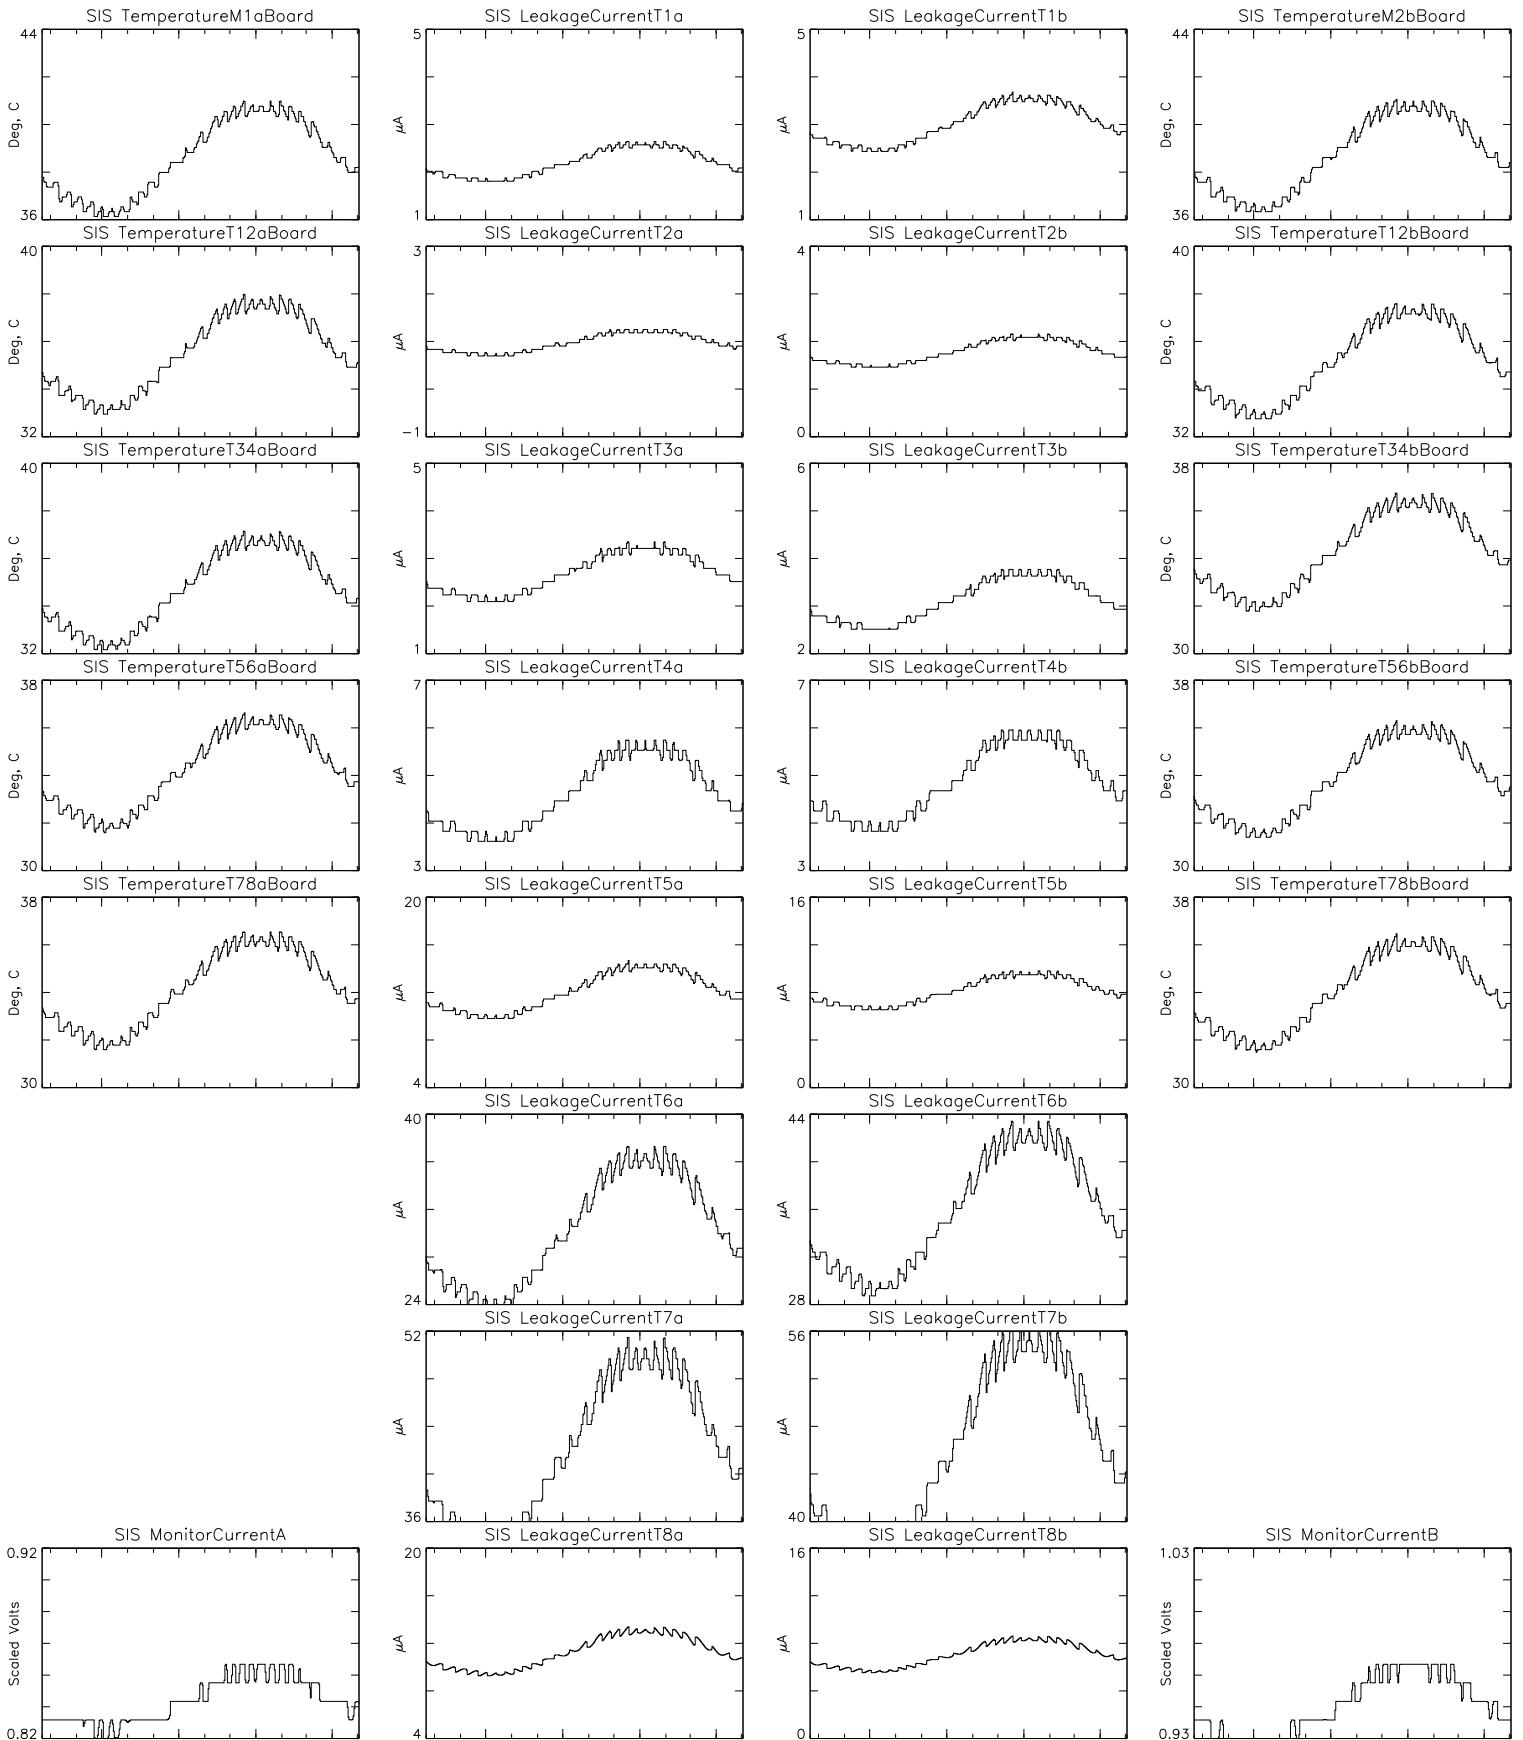 SIS TemperatureM1aBoard
SIS LeakageCurrentT1a
SIS LeakageCurrentT1b
SIS TemperatureM2bBoard
44
5
5
44
Deg, C
μA
μA
Deg, C
36
1
1
36
SIS TemperatureT12aBoard
SIS LeakageCurrentT2a
SIS LeakageCurrentT2b
SIS TemperatureT12bBoard
40
3
4
40
Deg, C
μA
μA
Deg, C
32
-1
0
32
SIS TemperatureT34aBoard
SIS LeakageCurrentT3a
SIS LeakageCurrentT3b
SIS TemperatureT34bBoard
40
5
6
38
Deg, C
μA
μA
Deg, C
32
1
2
30
SIS TemperatureT56aBoard
SIS LeakageCurrentT4a
SIS LeakageCurrentT4b
SIS TemperatureT56bBoard
38
7
7
38
Deg, C
μA
μA
Deg, C
30
3
3
30
SIS TemperatureT78aBoard
SIS LeakageCurrentT5a
SIS LeakageCurrentT5b
SIS TemperatureT78bBoard
38
20
16
38
Deg, C
μA
μA
Deg, C
30
4
0
30
SIS LeakageCurrentT6a
SIS LeakageCurrentT6b
40
44
μA
μA
24
28
SIS LeakageCurrentT7a
SIS LeakageCurrentT7b
52
56
μA
μA
36
40
SIS MonitorCurrentA
SIS LeakageCurrentT8a
SIS LeakageCurrentT8b
SIS MonitorCurrentB
0.92
20
16
1.03
Scaled Volts
μA
μA
Scaled Volts
0.82
4
0
0.93